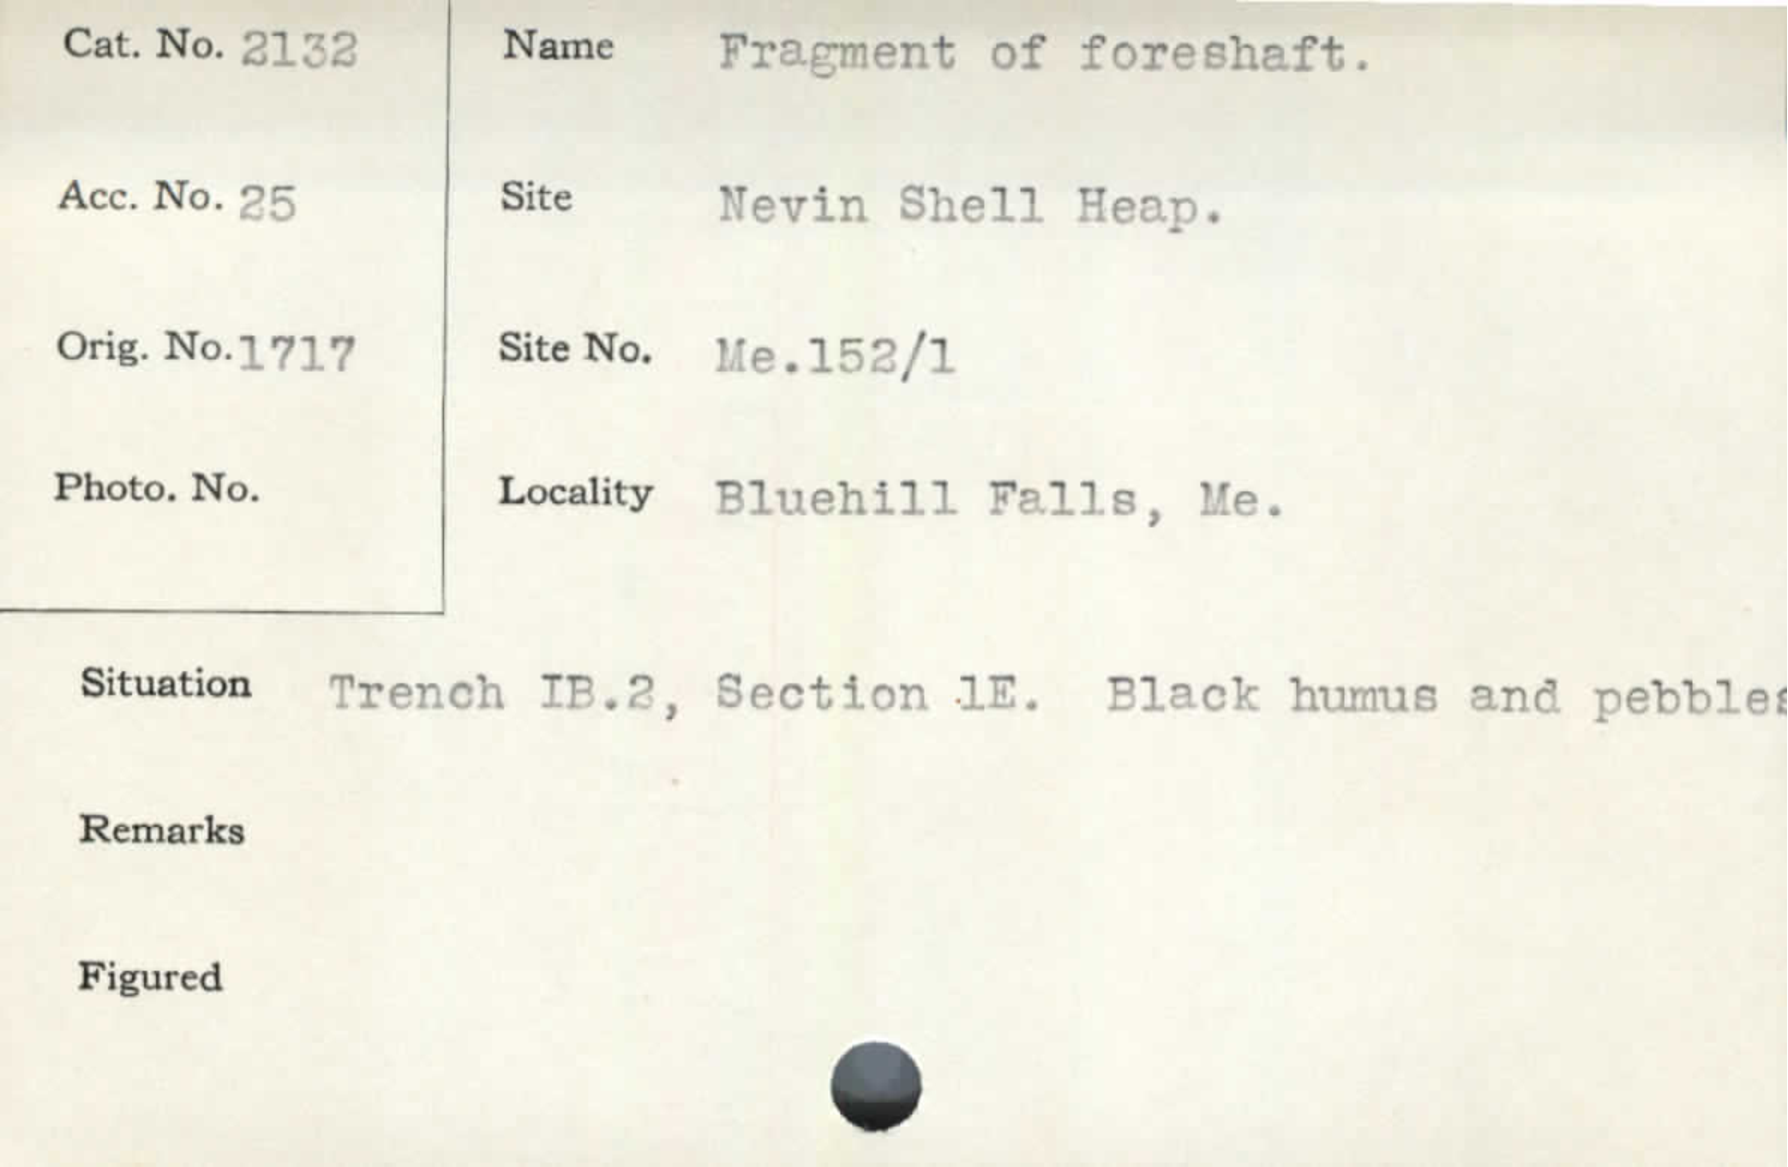 Cat. No. 2132
Name Fragment of foreshaft.
Acc. No. 25
Site Nevin Shell Heap.
Orig. No. 1717
Site No. Me.152/1
Photo. No.
Locality Bluehill Falls, Me.
Situation Trench IB.2, Section 1E. Black humus and pebbles
Remarks
Figured